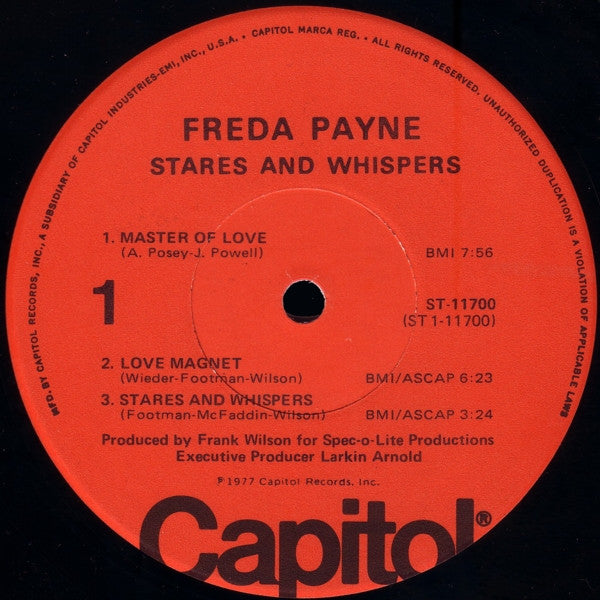 MFD. BY CAPITOL RECORDS, INC., A SUBSIDIARY OF CAPITOL INDUSTRIES-EMI, INC., U.S.A. • CAPITOL MARCA REG. • ALL RIGHTS RESERVED. UNAUTHORIZED DUPLICATION IS A VIOLATION OF APPLICABLE LAWS
FREDA PAYNE
STARES AND WHISPERS
1. MASTER OF LOVE
(A. Posey-J. Powell) BMI 7:56
1
ST-11700
(ST 1-11700)
2. LOVE MAGNET
(Wieder-Footman-Wilson) BMI/ASCAP 6:23
3. STARES AND WHISPERS
(Footman-McFaddin-Wilson) BMI/ASCAP 3:24
Produced by Frank Wilson for Spec-o-Lite Productions
Executive Producer Larkin Arnold
℗ 1977 Capitol Records, Inc.
Capitol®